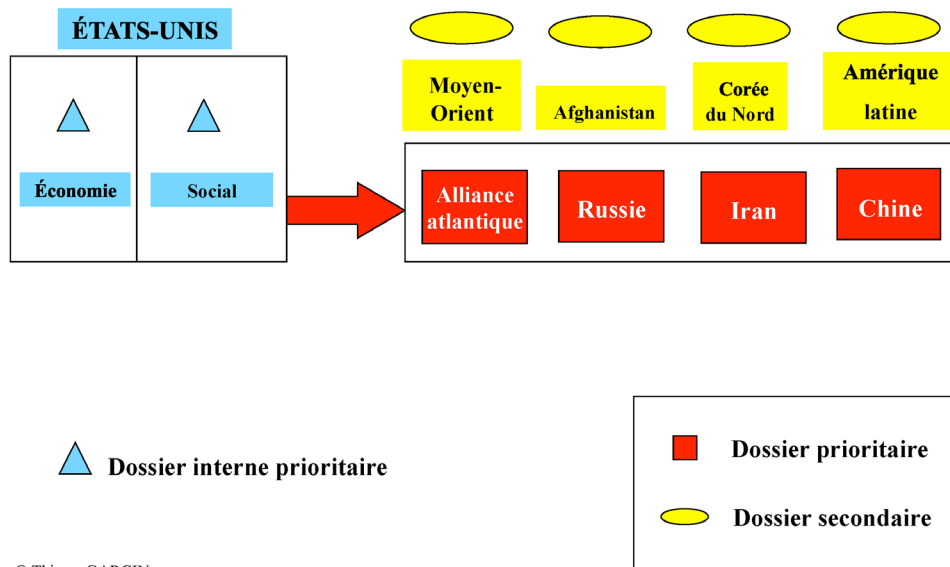 ÉTATS-UNIS
Économie
Social
Moyen-
Orient
Afghanistan
Corée
du Nord
Amérique
latine
Alliance
atlantique
Russie
Iran
Chine
Dossier interne prioritaire
Dossier prioritaire
Dossier secondaire